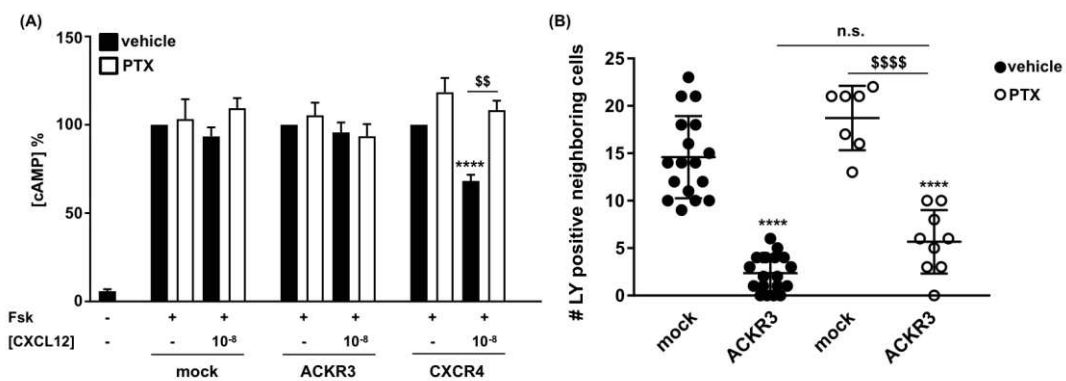 (A)
150
100
50
0
[cAMP] %
vehicle
PTX
$$
****
Fsk - + + + + + +
[CXCL12] - - 10-8 - 10-8 - 10-8
mock ACKR3 CXCR4
(B)
25
20
15
10
5
0
# LY positive neighboring cells
n.s.
$$$$
vehicle
PTX
****
****
mock ACKR3 mock ACKR3